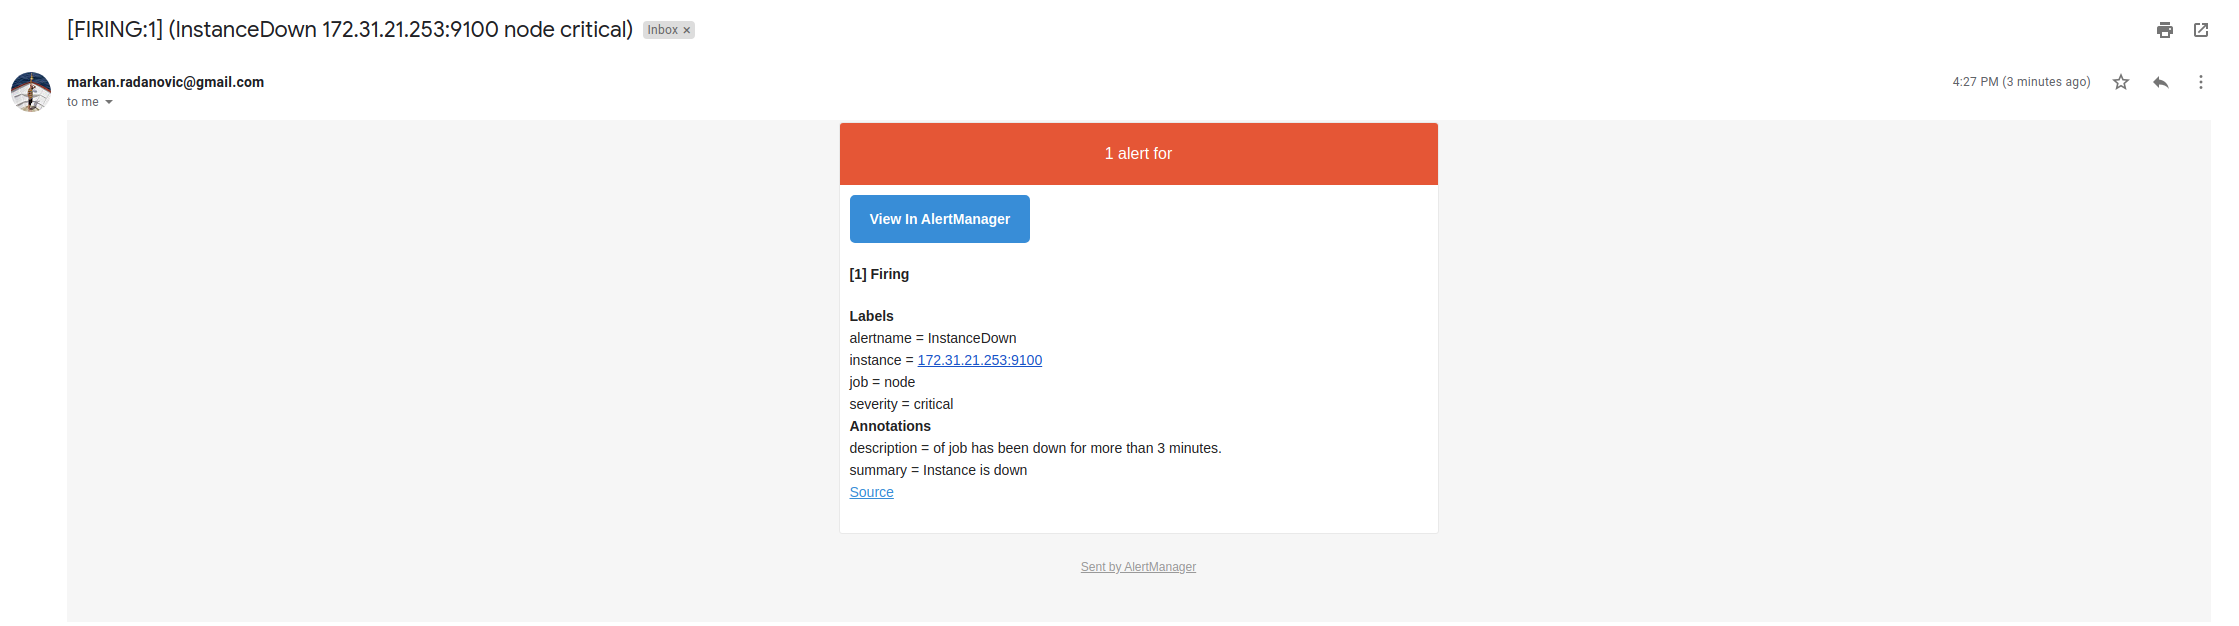 [FIRING:1] (InstanceDown 172.31.21.253:9100 node critical) Inbox ×
markan.radanovic@gmail.com 4:27 PM (3 minutes ago)
to me
1 alert for
View In AlertManager
[1] Firing
Labels
alertname = InstanceDown
instance = 172.31.21.253:9100
job = node
severity = critical
Annotations
description = of job has been down for more than 3 minutes.
summary = Instance is down
Source
Sent by AlertManager